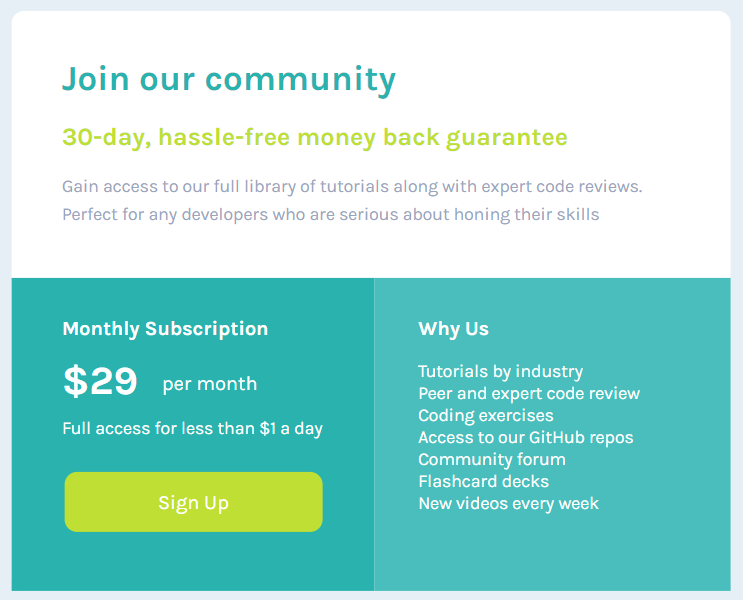 Join our community
30-day, hassle-free money back guarantee
Gain access to our full library of tutorials along with expert code reviews.
Perfect for any developers who are serious about honing their skills
Monthly Subscription
$29 per month
Full access for less than $1 a day
Sign Up
Why Us
Tutorials by industry
Peer and expert code review
Coding exercises
Access to our GitHub repos
Community forum
Flashcard decks
New videos every week